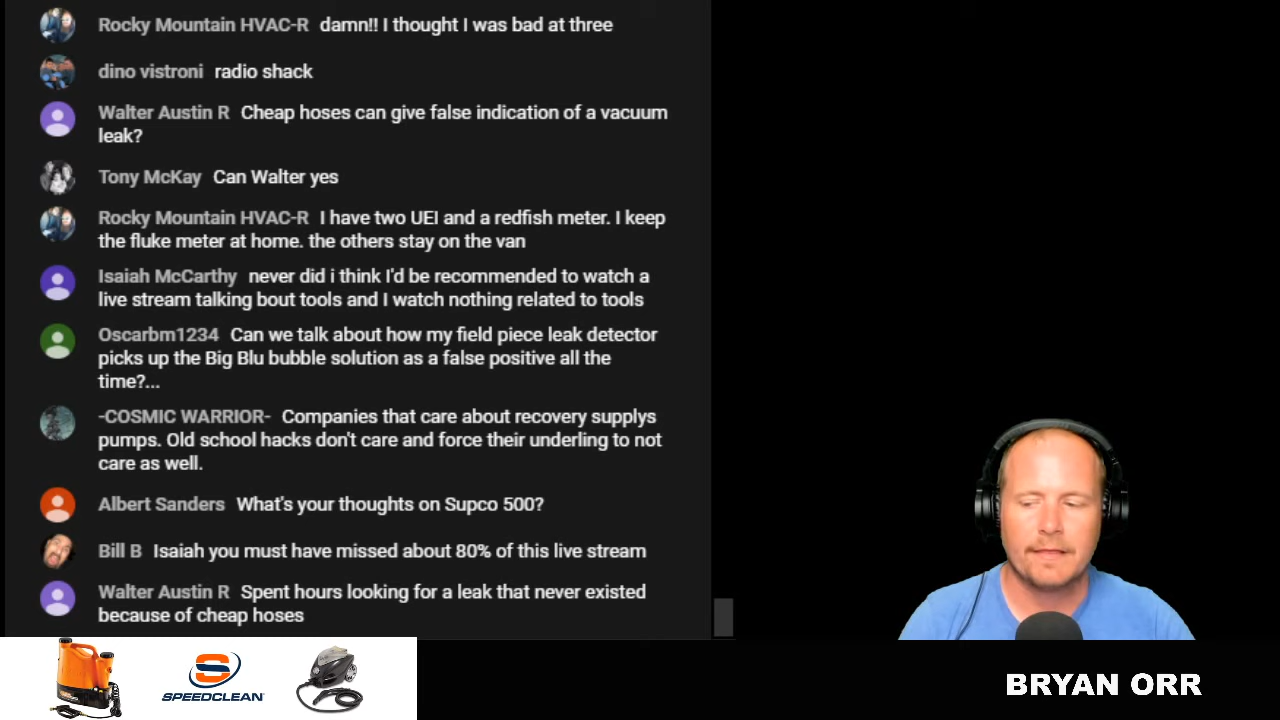 Rocky Mountain HVAC-R damn!! I thought I was bad at three
dino vistroni radio shack
Walter Austin R Cheap hoses can give false indication of a vacuum
leak?
Tony McKay Can Walter yes
Rocky Mountain HVAC-R I have two UEI and a redfish meter. I keep
the fluke meter at home. the others stay on the van
Isaiah McCarthy never did i think I'd be recommended to watch a
live stream talking bout tools and I watch nothing related to tools
Oscarbm1234 Can we talk about how my field piece leak detector
picks up the Big Blu bubble solution as a false positive all the
time?...
-COSMIC WARRIOR- Companies that care about recovery supplys
pumps. Old school hacks don't care and force their underling to not
care as well.
Albert Sanders What's your thoughts on Supco 500?
Bill B Isaiah you must have missed about 80% of this live stream
Walter Austin R Spent hours looking for a leak that never existed
because of cheap hoses
SPEEDCLEAN
BRYAN ORR